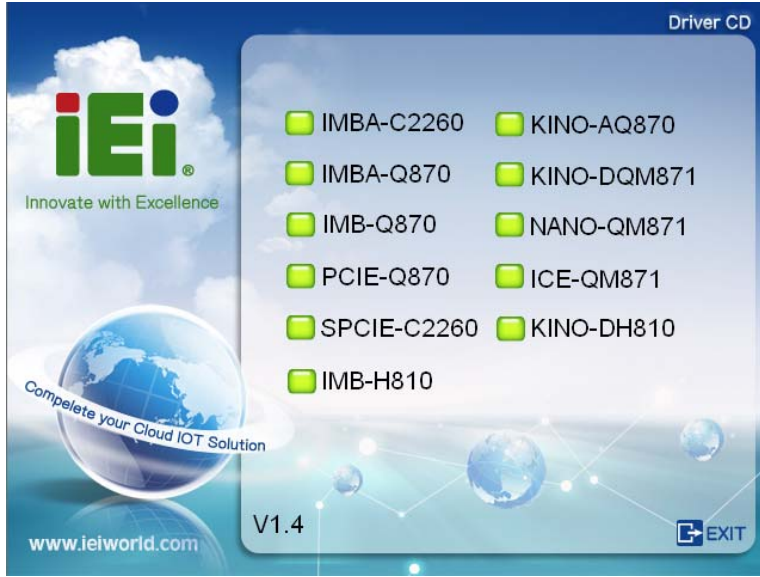 Driver CD
iEi®
Innovate with Excellence
IMBA-C2260
IMBA-Q870
IMB-Q870
PCIE-Q870
SPCIE-C2260
IMB-H810
KINO-AQ870
KINO-DQM871
NANO-QM871
ICE-QM871
KINO-DH810
Compelete your Cloud IOT Solution
V1.4
EXIT
www.ieiworld.com